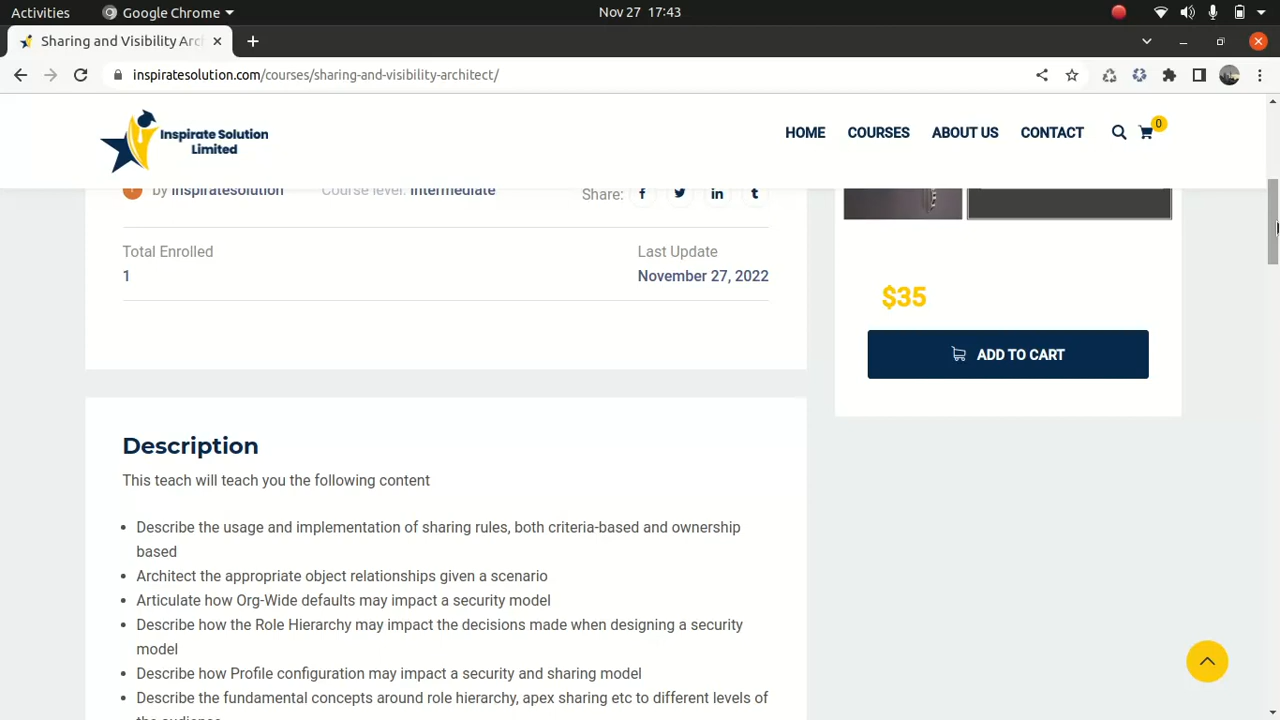 Activities
Google Chrome
Nov 27 17:43
Sharing and Visibility Arc
inspiratesolution.com/courses/sharing-and-visibility-architect/
Inspirate Solution
Limited
HOME
COURSES
ABOUT US
CONTACT
0
by inspiratesolution
Course level: Intermediate
Share:
Total Enrolled
1
Last Update
November 27, 2022
$35
ADD TO CART
Description
This teach will teach you the following content
Describe the usage and implementation of sharing rules, both criteria-based and ownership
based
Architect the appropriate object relationships given a scenario
Articulate how Org-Wide defaults may impact a security model
Describe how the Role Hierarchy may impact the decisions made when designing a security
model
Describe how Profile configuration may impact a security and sharing model
Describe the fundamental concepts around role hierarchy, apex sharing etc to different levels of
the audience